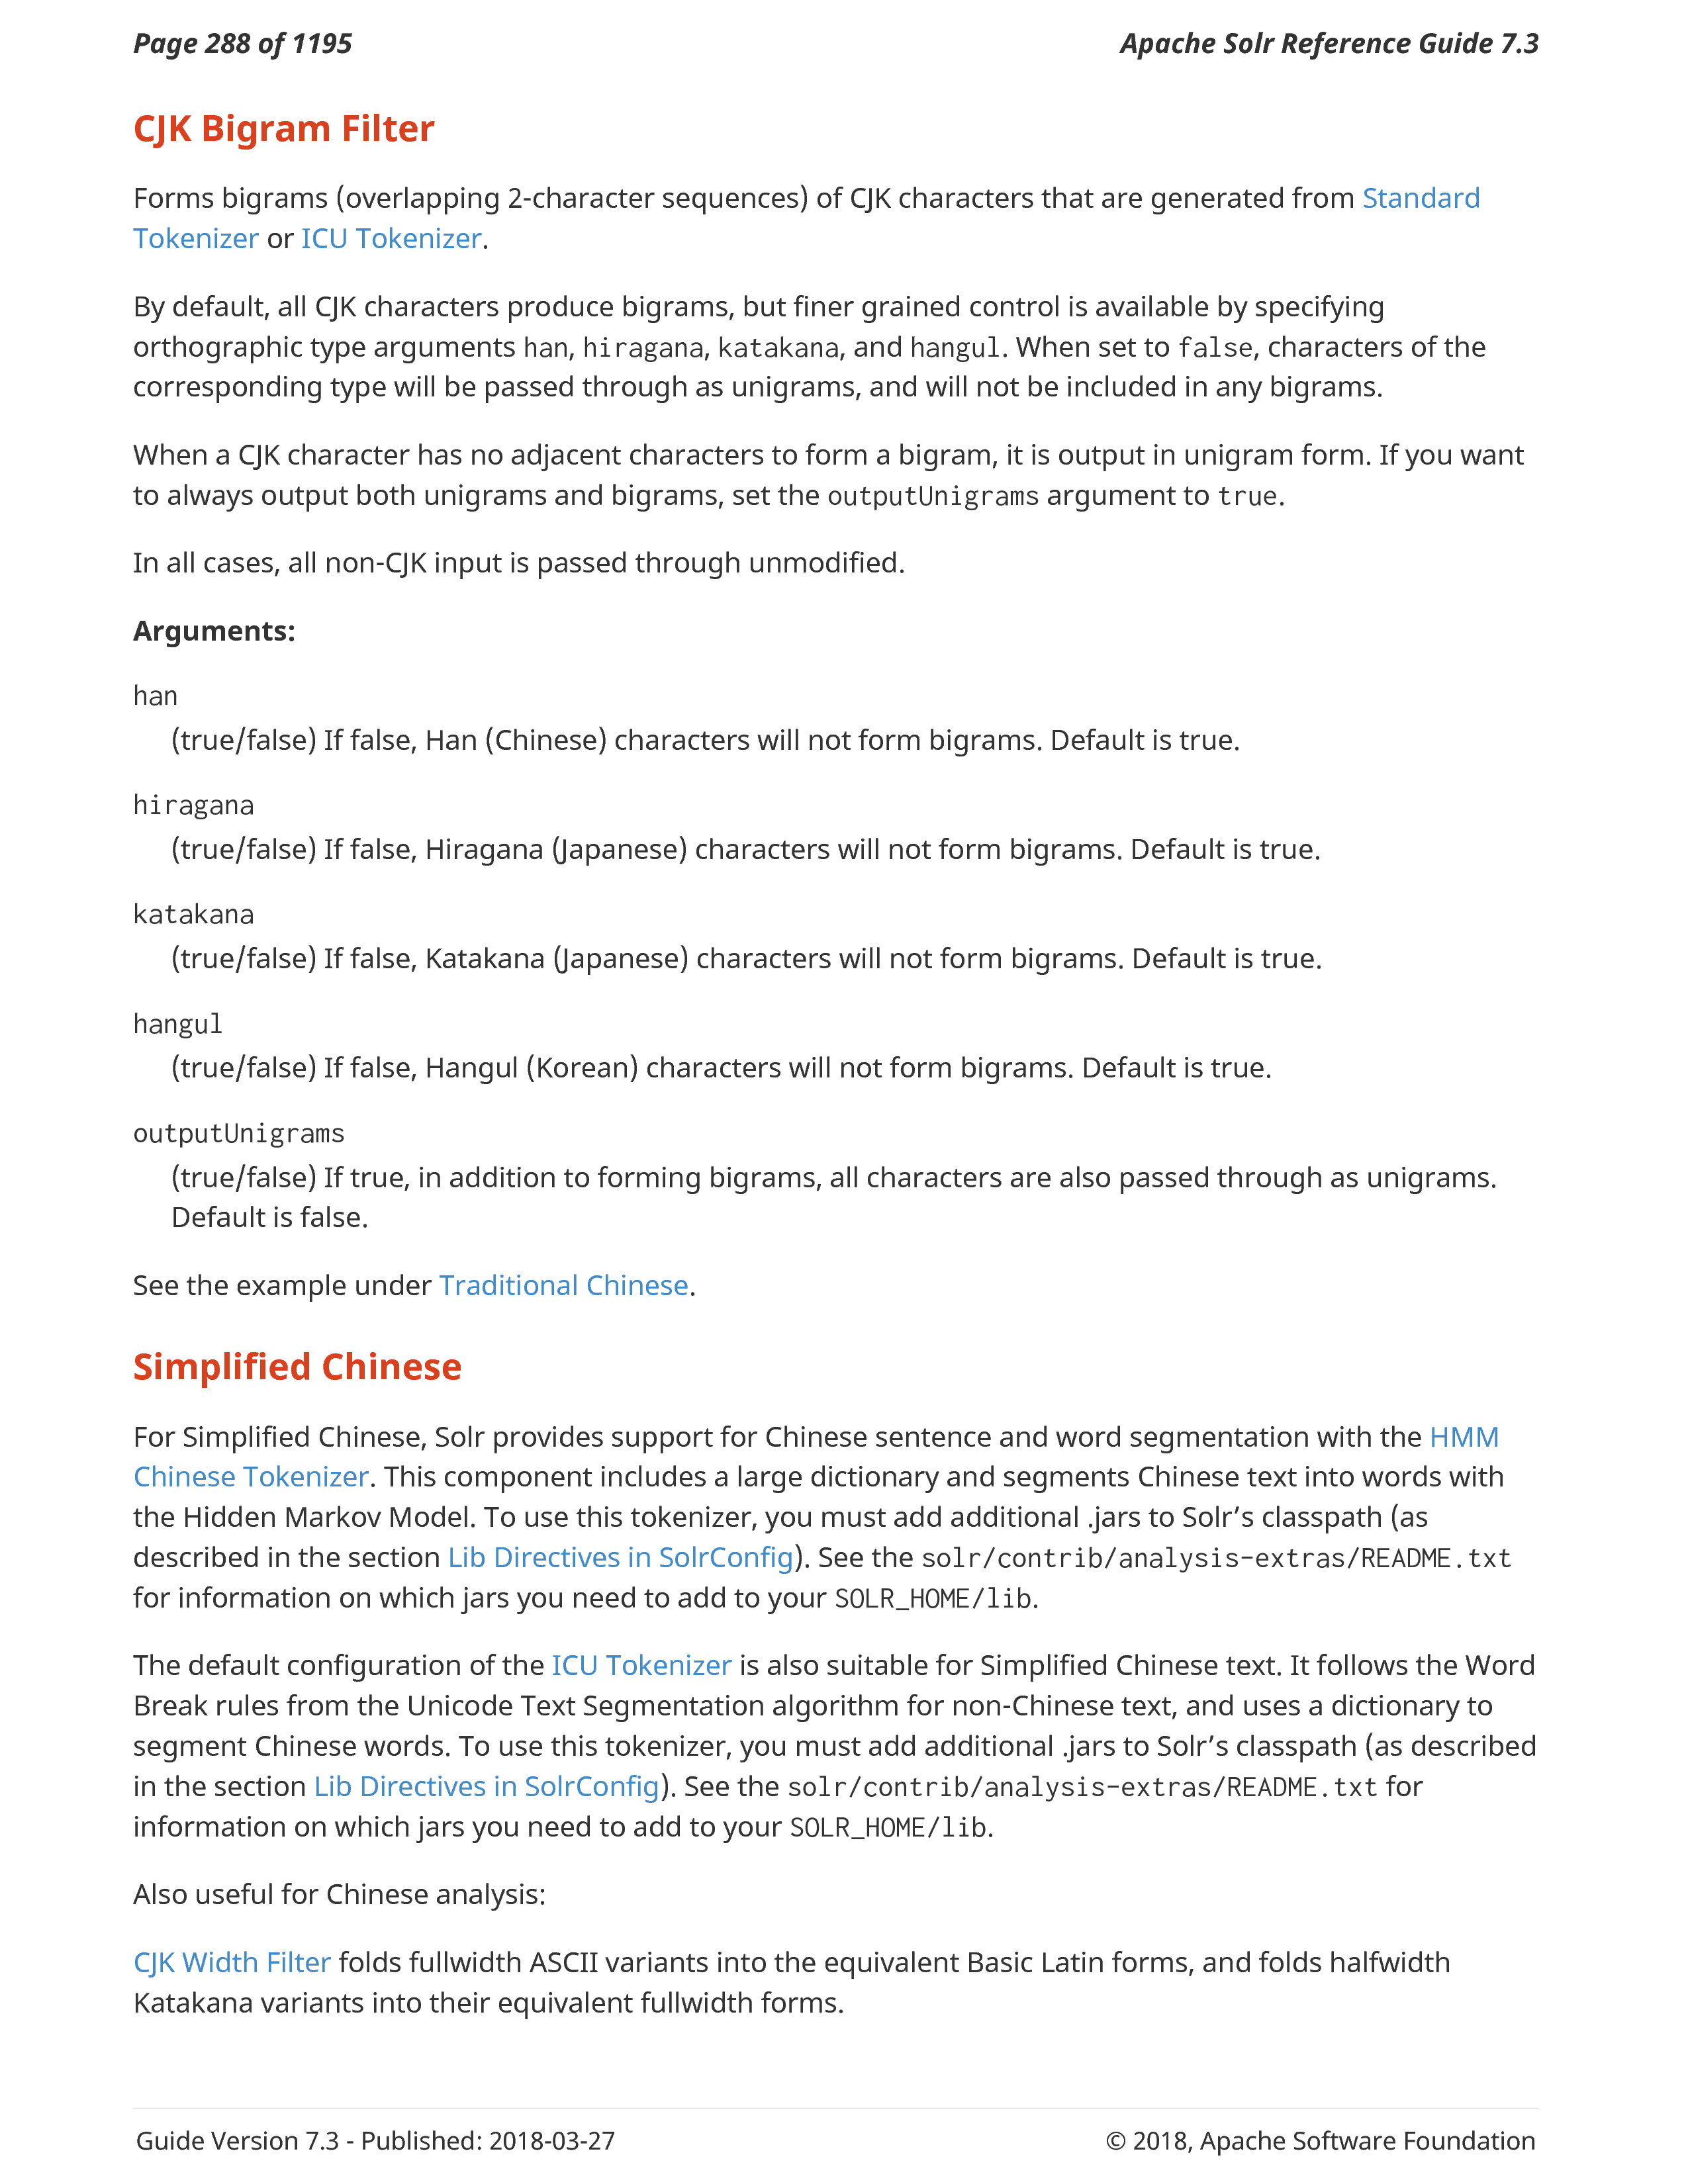 Page 288 of 1195
Apache Solr Reference Guide 7.3
CJK Bigram Filter
Forms bigrams (overlapping 2-character sequences) of CJK characters that are generated from Standard
Tokenizer or ICU Tokenizer.
By default, all CJK characters produce bigrams, but finer grained control is available by specifying
orthographic type arguments han, hiragana, katakana, and hangul. When set to false, characters of the
corresponding type will be passed through as unigrams, and will not be included in any bigrams.
When a CJK character has no adjacent characters to form a bigram, it is output in unigram form. If you want
to always output both unigrams and bigrams, set the outputUnigrams argument to true.
In all cases, all non-CJK input is passed through unmodified.
Arguments:
han
(true/false) If false, Han (Chinese) characters will not form bigrams. Default is true.
hiragana
(true/false) If false, Hiragana (Japanese) characters will not form bigrams. Default is true.
katakana
(true/false) If false, Katakana (Japanese) characters will not form bigrams. Default is true.
hangul
(true/false) If false, Hangul (Korean) characters will not form bigrams. Default is true.
outputUnigrams
(true/false) If true, in addition to forming bigrams, all characters are also passed through as unigrams.
Default is false.
See the example under Traditional Chinese.
Simplified Chinese
For Simplified Chinese, Solr provides support for Chinese sentence and word segmentation with the HMM
Chinese Tokenizer. This component includes a large dictionary and segments Chinese text into words with
the Hidden Markov Model. To use this tokenizer, you must add additional .jars to Solr’s classpath (as
described in the section Lib Directives in SolrConfig). See the solr/contrib/analysis-extras/README.txt
for information on which jars you need to add to your SOLR_HOME/lib.
The default configuration of the ICU Tokenizer is also suitable for Simplified Chinese text. It follows the Word
Break rules from the Unicode Text Segmentation algorithm for non-Chinese text, and uses a dictionary to
segment Chinese words. To use this tokenizer, you must add additional .jars to Solr’s classpath (as described
in the section Lib Directives in SolrConfig). See the solr/contrib/analysis-extras/README.txt for
information on which jars you need to add to your SOLR_HOME/lib.
Also useful for Chinese analysis:
CJK Width Filter folds fullwidth ASCII variants into the equivalent Basic Latin forms, and folds halfwidth
Katakana variants into their equivalent fullwidth forms.
Guide Version 7.3 - Published: 2018-03-27
© 2018, Apache Software Foundation